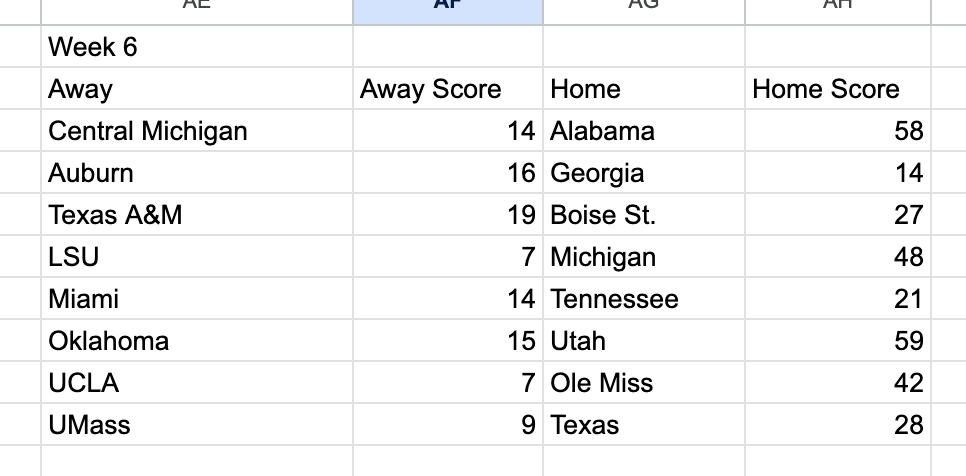 AE AF AG AH
Week 6
Away Away Score Home Home Score
Central Michigan 14 Alabama 58
Auburn 16 Georgia 14
Texas A&M 19 Boise St. 27
LSU 7 Michigan 48
Miami 14 Tennessee 21
Oklahoma 15 Utah 59
UCLA 7 Ole Miss 42
UMass 9 Texas 28